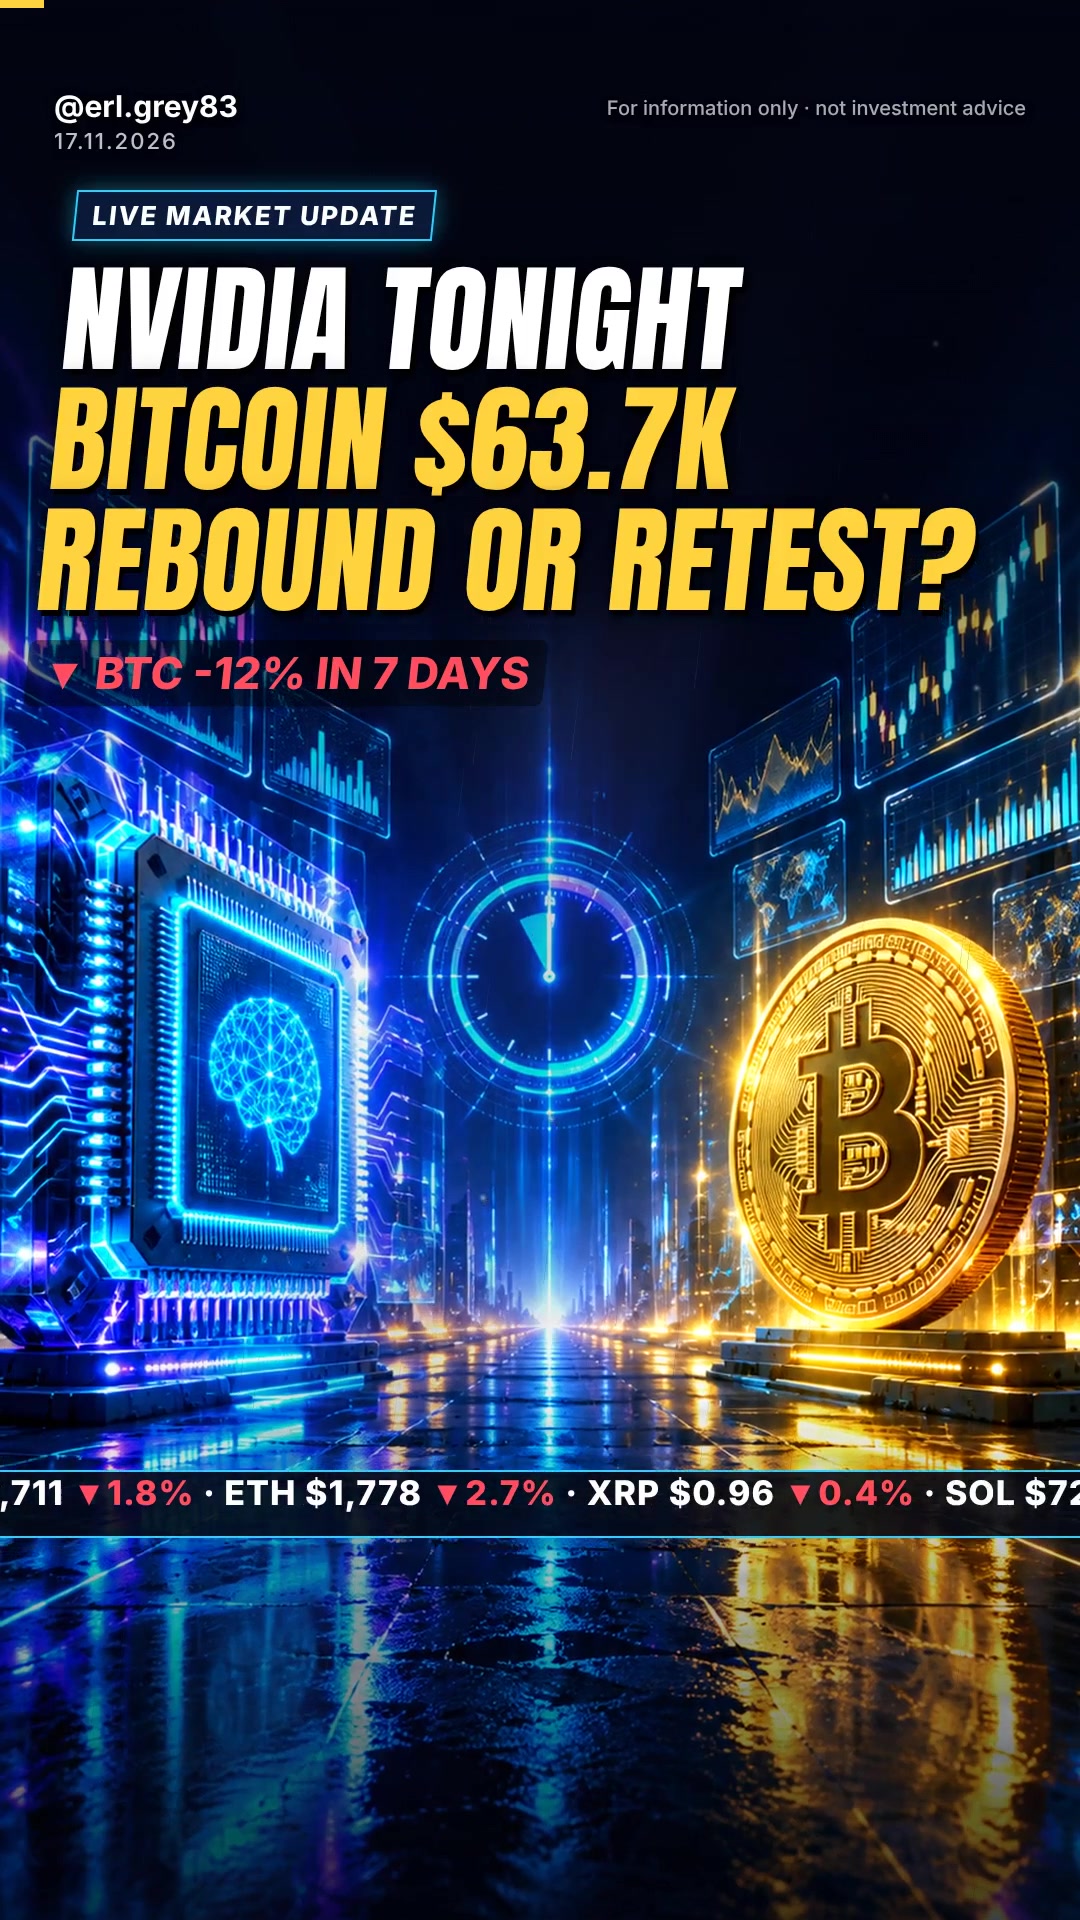 @erl.grey83
For information only · not investment advice
17.11.2026
LIVE MARKET UPDATE
NVIDIA TONIGHT
BITCOIN $63.7K
REBOUND OR RETEST?
▼ BTC -12% IN 7 DAYS
,711 ▼1.8% · ETH $1,778 ▼2.7% · XRP $0.96 ▼0.4% · SOL $72